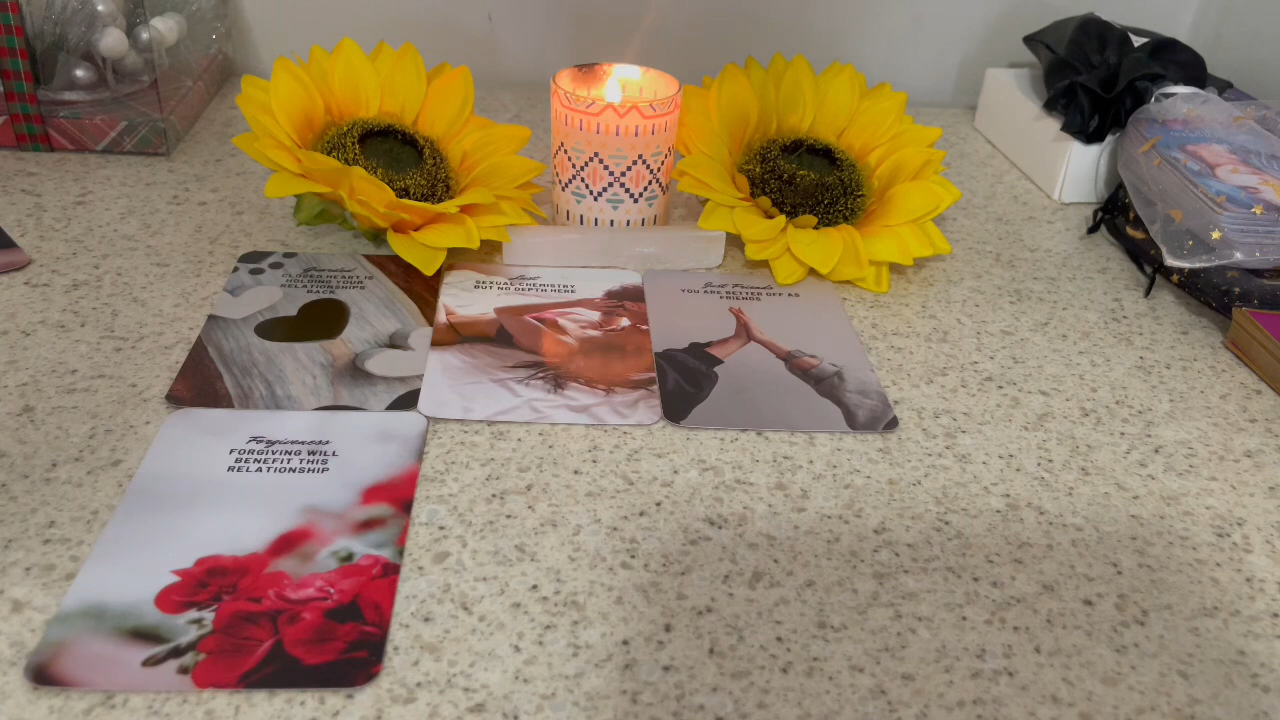 Guarded
CLOSED HEART IS
HOLDING YOUR
RELATIONSHIPS
BACK
Lust
SEXUAL CHEMISTRY
BUT NO DEPTH HERE
Just Friends
YOU ARE BETTER OFF AS
FRIENDS
Forgiveness
FORGIVING WILL
BENEFIT THIS
RELATIONSHIP